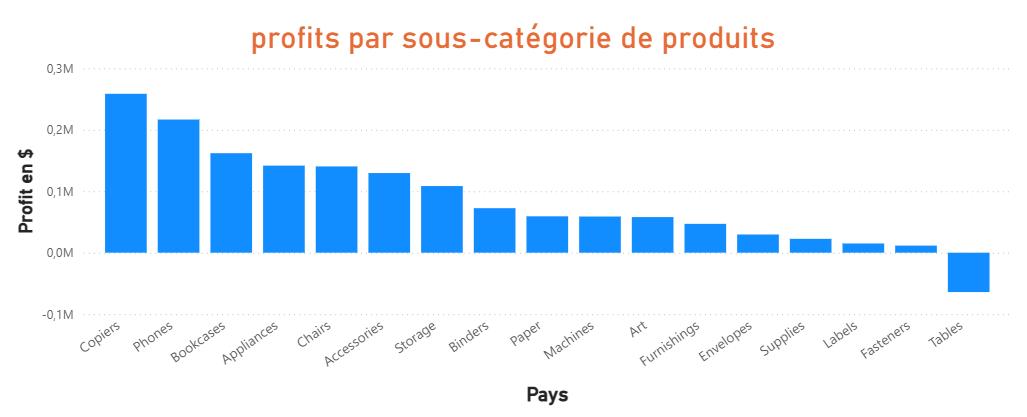 profits par sous-catégorie de produits
0,3M
0,2M
0,1M
0,0M
-0,1M
Profit en $
Copiers
Phones
Bookcases
Appliances
Chairs
Accessories
Storage
Binders
Paper
Machines
Art
Furnishings
Envelopes
Supplies
Labels
Fasteners
Tables
Pays